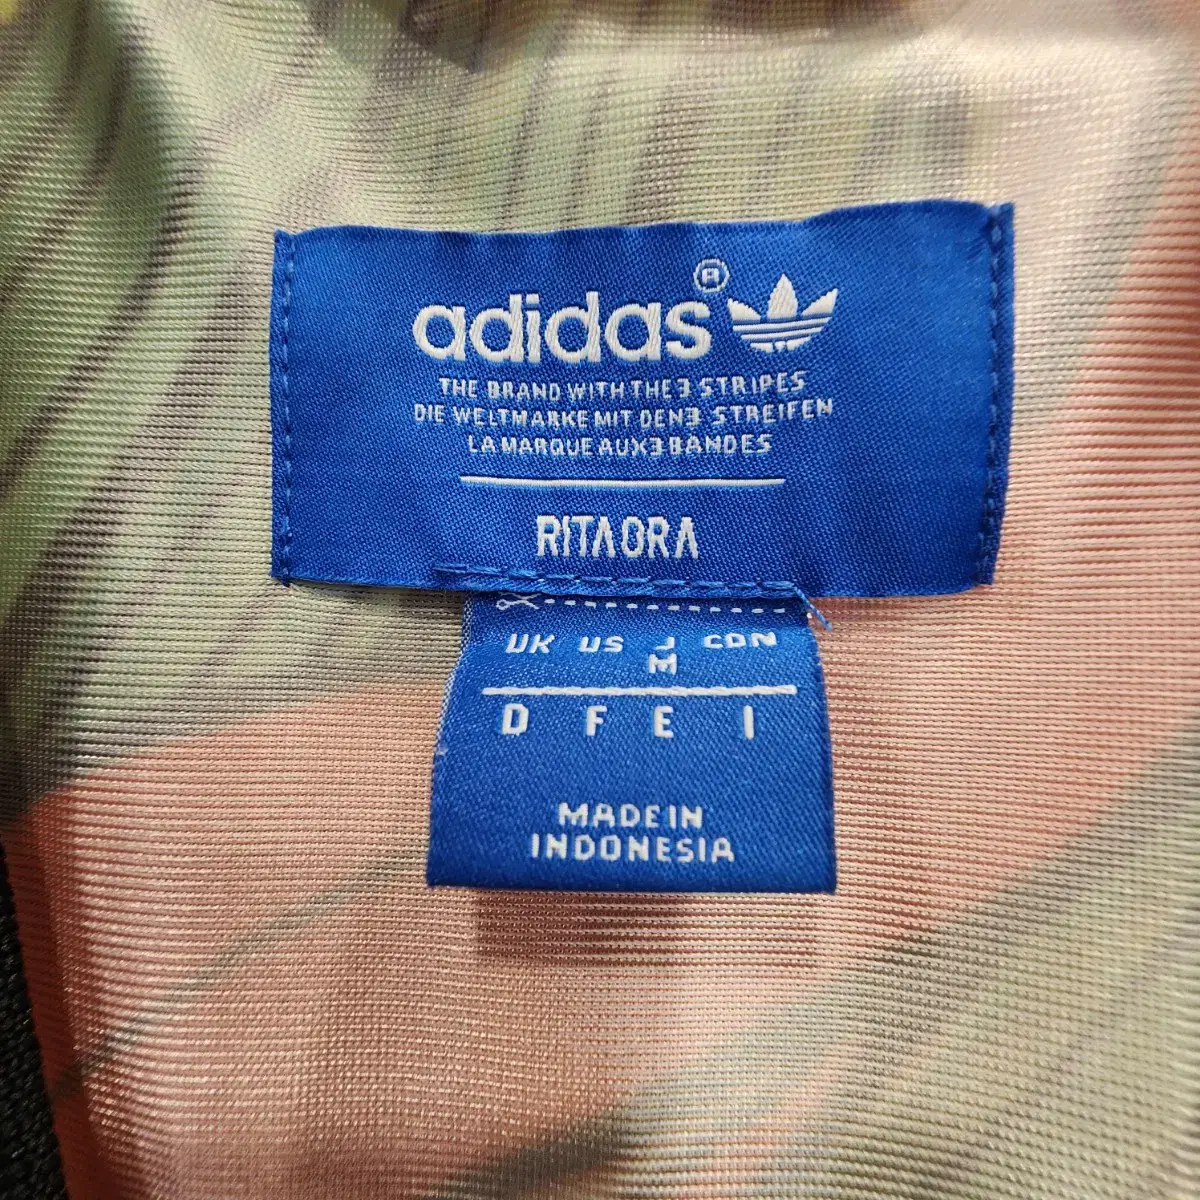 adidas®
THE BRAND WITH THE 3 STRIPES
DIE WELTMARKE MIT DEN 3 STREIFEN
LA MARQUE AUX 3 BANDES
RITA ORA
UK US J CDN
M
D F E I
MADE IN
INDONESIA